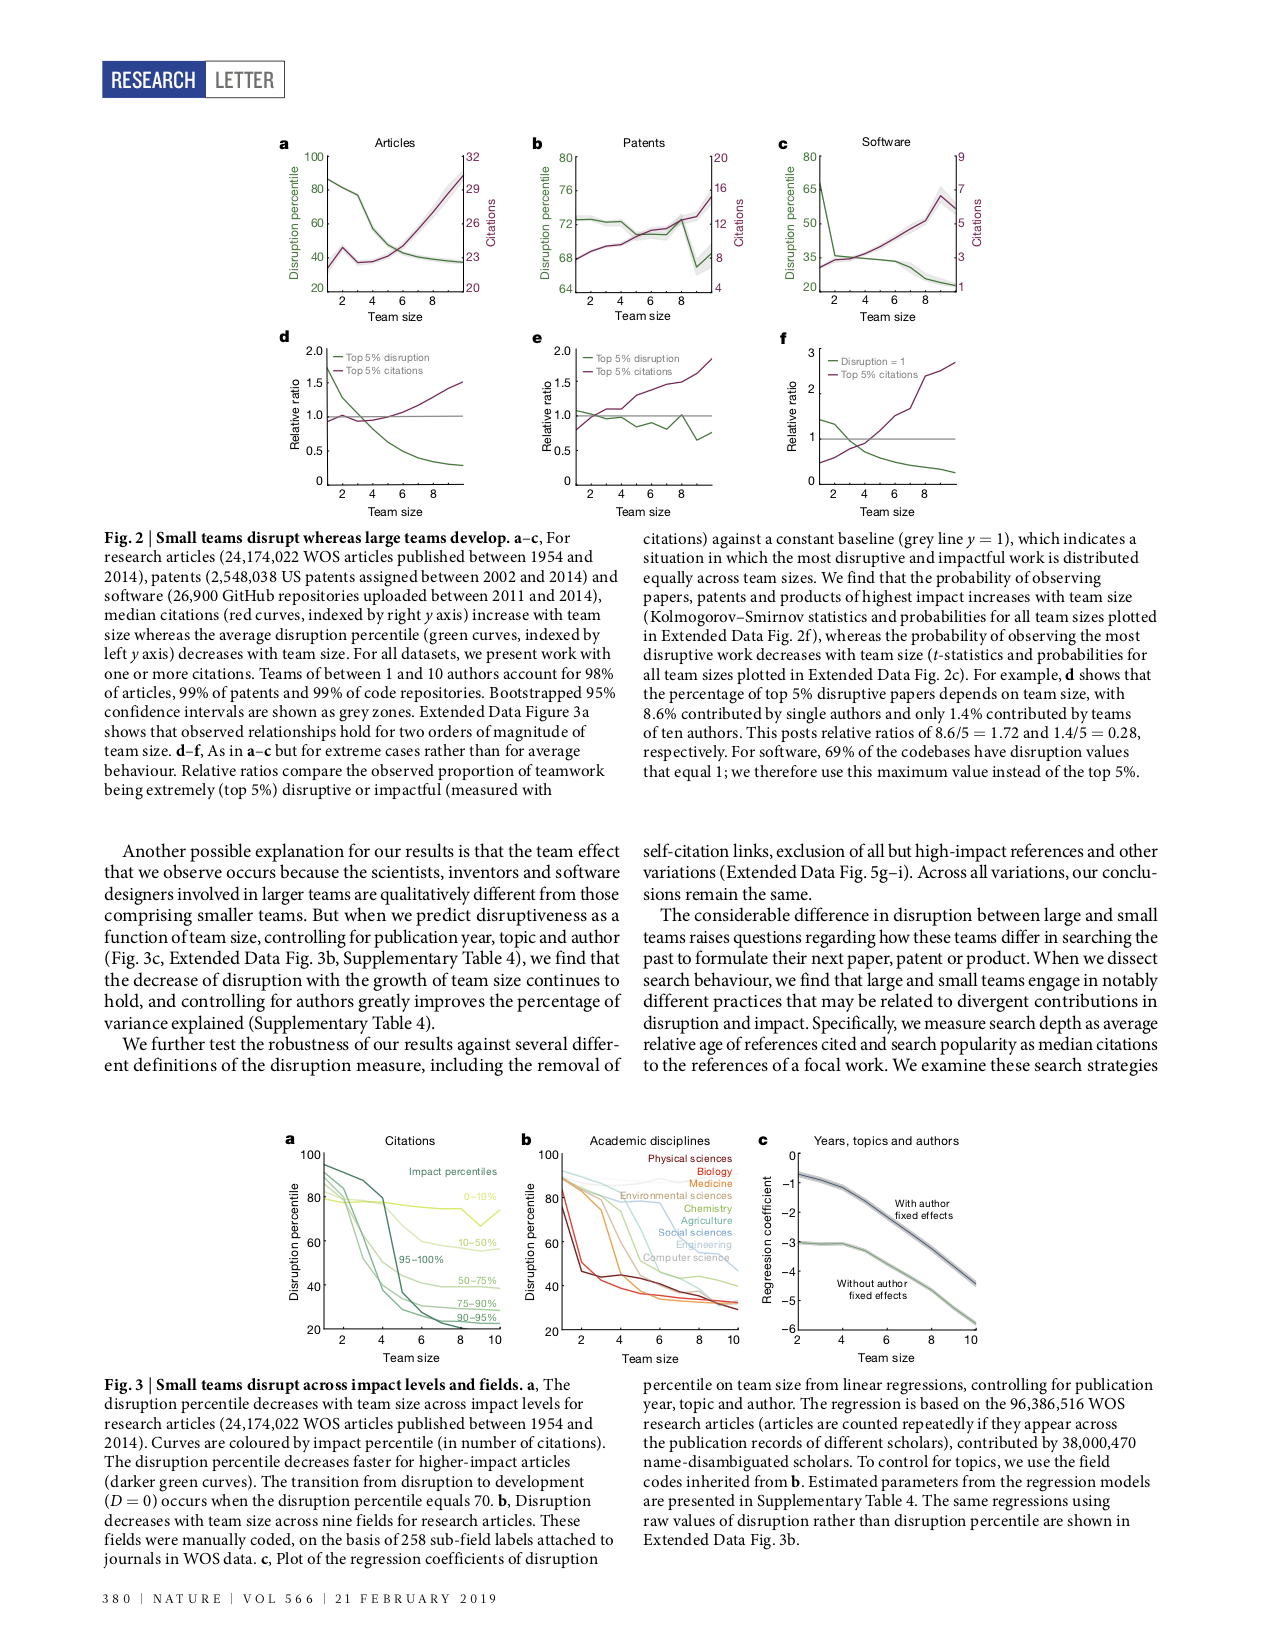 RESEARCH LETTER
a Articles
Disruption percentile
100
80
60
40
20
32
29
26
23
20
Citations
2 4 6 8
Team size
b Patents
Disruption percentile
80
76
72
68
64
20
16
12
8
4
Citations
2 4 6 8
Team size
c Software
Disruption percentile
80
65
50
35
20
9
7
5
3
1
Citations
2 4 6 8
Team size
d
Relative ratio
2.0
1.5
1.0
0.5
0
Top 5% disruption
Top 5% citations
2 4 6 8
Team size
e
Relative ratio
2.0
1.5
1.0
0.5
0
Top 5% disruption
Top 5% citations
2 4 6 8
Team size
f
Relative ratio
3
2
1
0
Disruption = 1
Top 5% citations
2 4 6 8
Team size
Fig. 2 | Small teams disrupt whereas large teams develop. a–c, For
research articles (24,174,022 WOS articles published between 1954 and
2014), patents (2,548,038 US patents assigned between 2002 and 2014) and
software (26,900 GitHub repositories uploaded between 2011 and 2014),
median citations (red curves, indexed by right y axis) increase with team
size whereas the average disruption percentile (green curves, indexed by
left y axis) decreases with team size. For all datasets, we present work with
one or more citations. Teams of between 1 and 10 authors account for 98%
of articles, 99% of patents and 99% of code repositories. Bootstrapped 95%
confidence intervals are shown as grey zones. Extended Data Figure 3a
shows that observed relationships hold for two orders of magnitude of
team size. d–f, As in a–c but for extreme cases rather than for average
behaviour. Relative ratios compare the observed proportion of teamwork
being extremely (top 5%) disruptive or impactful (measured with
citations) against a constant baseline (grey line y = 1), which indicates a
situation in which the most disruptive and impactful work is distributed
equally across team sizes. We find that the probability of observing
papers, patents and products of highest impact increases with team size
(Kolmogorov–Smirnov statistics and probabilities for all team sizes plotted
in Extended Data Fig. 2f), whereas the probability of observing the most
disruptive work decreases with team size (t-statistics and probabilities for
all team sizes plotted in Extended Data Fig. 2c). For example, d shows that
the percentage of top 5% disruptive papers depends on team size, with
8.6% contributed by single authors and only 1.4% contributed by teams
of ten authors. This posts relative ratios of 8.6/5 = 1.72 and 1.4/5 = 0.28,
respectively. For software, 69% of the codebases have disruption values
that equal 1; we therefore use this maximum value instead of the top 5%.
Another possible explanation for our results is that the team effect
that we observe occurs because the scientists, inventors and software
designers involved in larger teams are qualitatively different from those
comprising smaller teams. But when we predict disruptiveness as a
function of team size, controlling for publication year, topic and author
(Fig. 3c, Extended Data Fig. 3b, Supplementary Table 4), we find that
the decrease of disruption with the growth of team size continues to
hold, and controlling for authors greatly improves the percentage of
variance explained (Supplementary Table 4).
We further test the robustness of our results against several differ-
ent definitions of the disruption measure, including the removal of
self-citation links, exclusion of all but high-impact references and other
variations (Extended Data Fig. 5g–i). Across all variations, our conclu-
sions remain the same.
The considerable difference in disruption between large and small
teams raises questions regarding how these teams differ in searching the
past to formulate their next paper, patent or product. When we dissect
search behaviour, we find that large and small teams engage in notably
different practices that may be related to divergent contributions in
disruption and impact. Specifically, we measure search depth as average
relative age of references cited and search popularity as median citations
to the references of a focal work. We examine these search strategies
a Citations
Disruption percentile
100
80
60
40
20
Impact percentiles
0–10%
10–50%
95–100%
50–75%
75–90%
90–95%
2 4 6 8 10
Team size
b Academic disciplines
Disruption percentile
100
80
60
40
20
Physical sciences
Biology
Medicine
Environmental sciences
Chemistry
Agriculture
Social sciences
Engineering
Computer science
2 4 6 8 10
Team size
c Years, topics and authors
Regreesion coefficient
0
–1
–2
–3
–4
–5
–6
With author
fixed effects
Without author
fixed effects
2 4 6 8 10
Team size
Fig. 3 | Small teams disrupt across impact levels and fields. a, The
disruption percentile decreases with team size across impact levels for
research articles (24,174,022 WOS articles published between 1954 and
2014). Curves are coloured by impact percentile (in number of citations).
The disruption percentile decreases faster for higher-impact articles
(darker green curves). The transition from disruption to development
(D = 0) occurs when the disruption percentile equals 70. b, Disruption
decreases with team size across nine fields for research articles. These
fields were manually coded, on the basis of 258 sub-field labels attached to
journals in WOS data. c, Plot of the regression coefficients of disruption
percentile on team size from linear regressions, controlling for publication
year, topic and author. The regression is based on the 96,386,516 WOS
research articles (articles are counted repeatedly if they appear across
the publication records of different scholars), contributed by 38,000,470
name-disambiguated scholars. To control for topics, we use the field
codes inherited from b. Estimated parameters from the regression models
are presented in Supplementary Table 4. The same regressions using
raw values of disruption rather than disruption percentile are shown in
Extended Data Fig. 3b.
380 | NATURE | VOL 566 | 21 FEBRUARY 2019